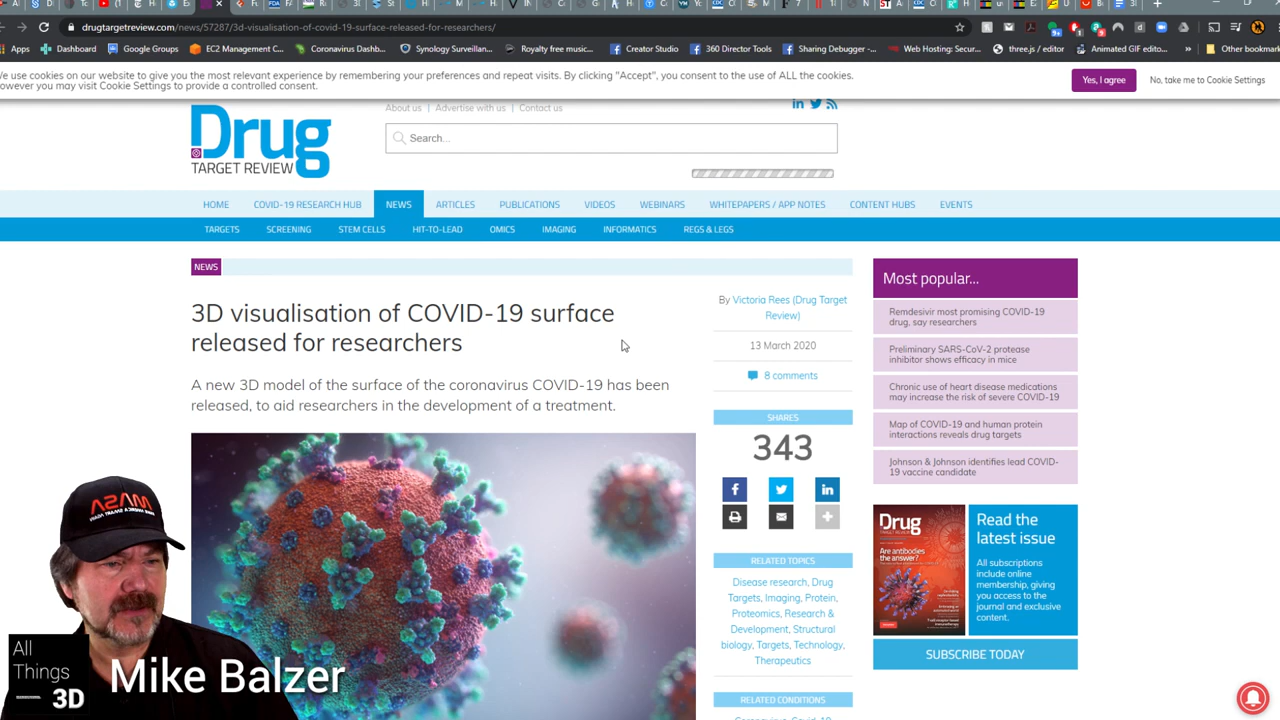 drugtargetreview.com/news/57287/3d-visualisation-of-covid-19-surface-released-for-researchers/
Apps Dashboard Google Groups EC2 Management C... Coronavirus Dashb... Synology Surveillan... Royalty free music... Creator Studio 360 Director Tools Sharing Debugger -... Web Hosting: Secur... three.js / editor Animated GIF edito... » Other bookmar
We use cookies on our website to give you the most relevant experience by remembering your preferences and repeat visits. By clicking "Accept", you consent to the use of ALL the cookies.
owever you may visit Cookie Settings to provide a controlled consent.
Yes, I agree
No, take me to Cookie Settings
About us | Advertise with us | Contact us
Drug
TARGET REVIEW
Search...
HOME COVID-19 RESEARCH HUB NEWS ARTICLES PUBLICATIONS VIDEOS WEBINARS WHITEPAPERS / APP NOTES CONTENT HUBS EVENTS
TARGETS SCREENING STEM CELLS HIT-TO-LEAD OMICS IMAGING INFORMATICS REGS & LEGS
NEWS
3D visualisation of COVID-19 surface
released for researchers
A new 3D model of the surface of the coronavirus COVID-19 has been
released, to aid researchers in the development of a treatment.
By Victoria Rees (Drug Target
Review)
13 March 2020
8 comments
SHARES
343
RELATED TOPICS
Disease research, Drug
Targets, Imaging, Protein,
Proteomics, Research &
Development, Structural
biology, Targets, Technology,
Therapeutics
RELATED CONDITIONS
Coronavirus, Covid-19
Most popular...
Remdesivir most promising COVID-19
drug, say researchers
Preliminary SARS-CoV-2 protease
inhibitor shows efficacy in mice
Chronic use of heart disease medications
may increase the risk of severe COVID-19
Map of COVID-19 and human protein
interactions reveals drug targets
Johnson & Johnson identifies lead COVID-
19 vaccine candidate
Drug
Are antibodies
the answer?
Read the
latest issue
All subscriptions
include online
membership, giving
you access to the
journal and exclusive
content.
SUBSCRIBE TODAY
MASA
All
Things
3D
Mike Balzer